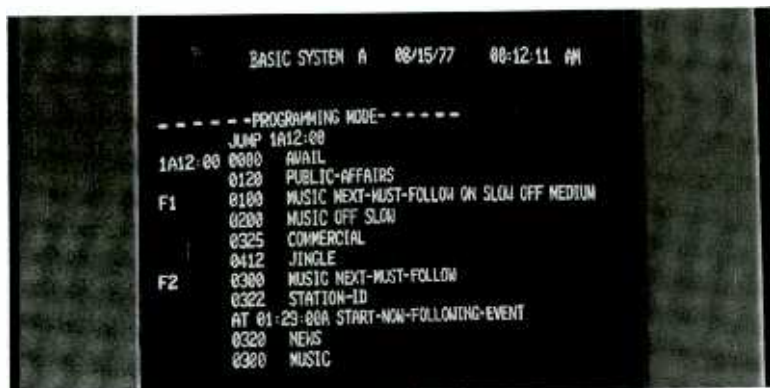 BASIC SYSTEM A 08/15/77 00:12:11 AM
- - - - - -PROGRAMMING MODE- - - - - -
JUMP 1A12:00
1A12:00 0000 AVAIL
0120 PUBLIC-AFFAIRS
F1 0100 MUSIC NEXT-MUST-FOLLOW ON SLOW OFF MEDIUM
0200 MUSIC OFF SLOW
0325 COMMERCIAL
0412 JINGLE
F2 0300 MUSIC NEXT-MUST-FOLLOW
0322 STATION-ID
AT 01:29:00A START-NOW-FOLLOWING-EVENT
0320 NEWS
0300 MUSIC